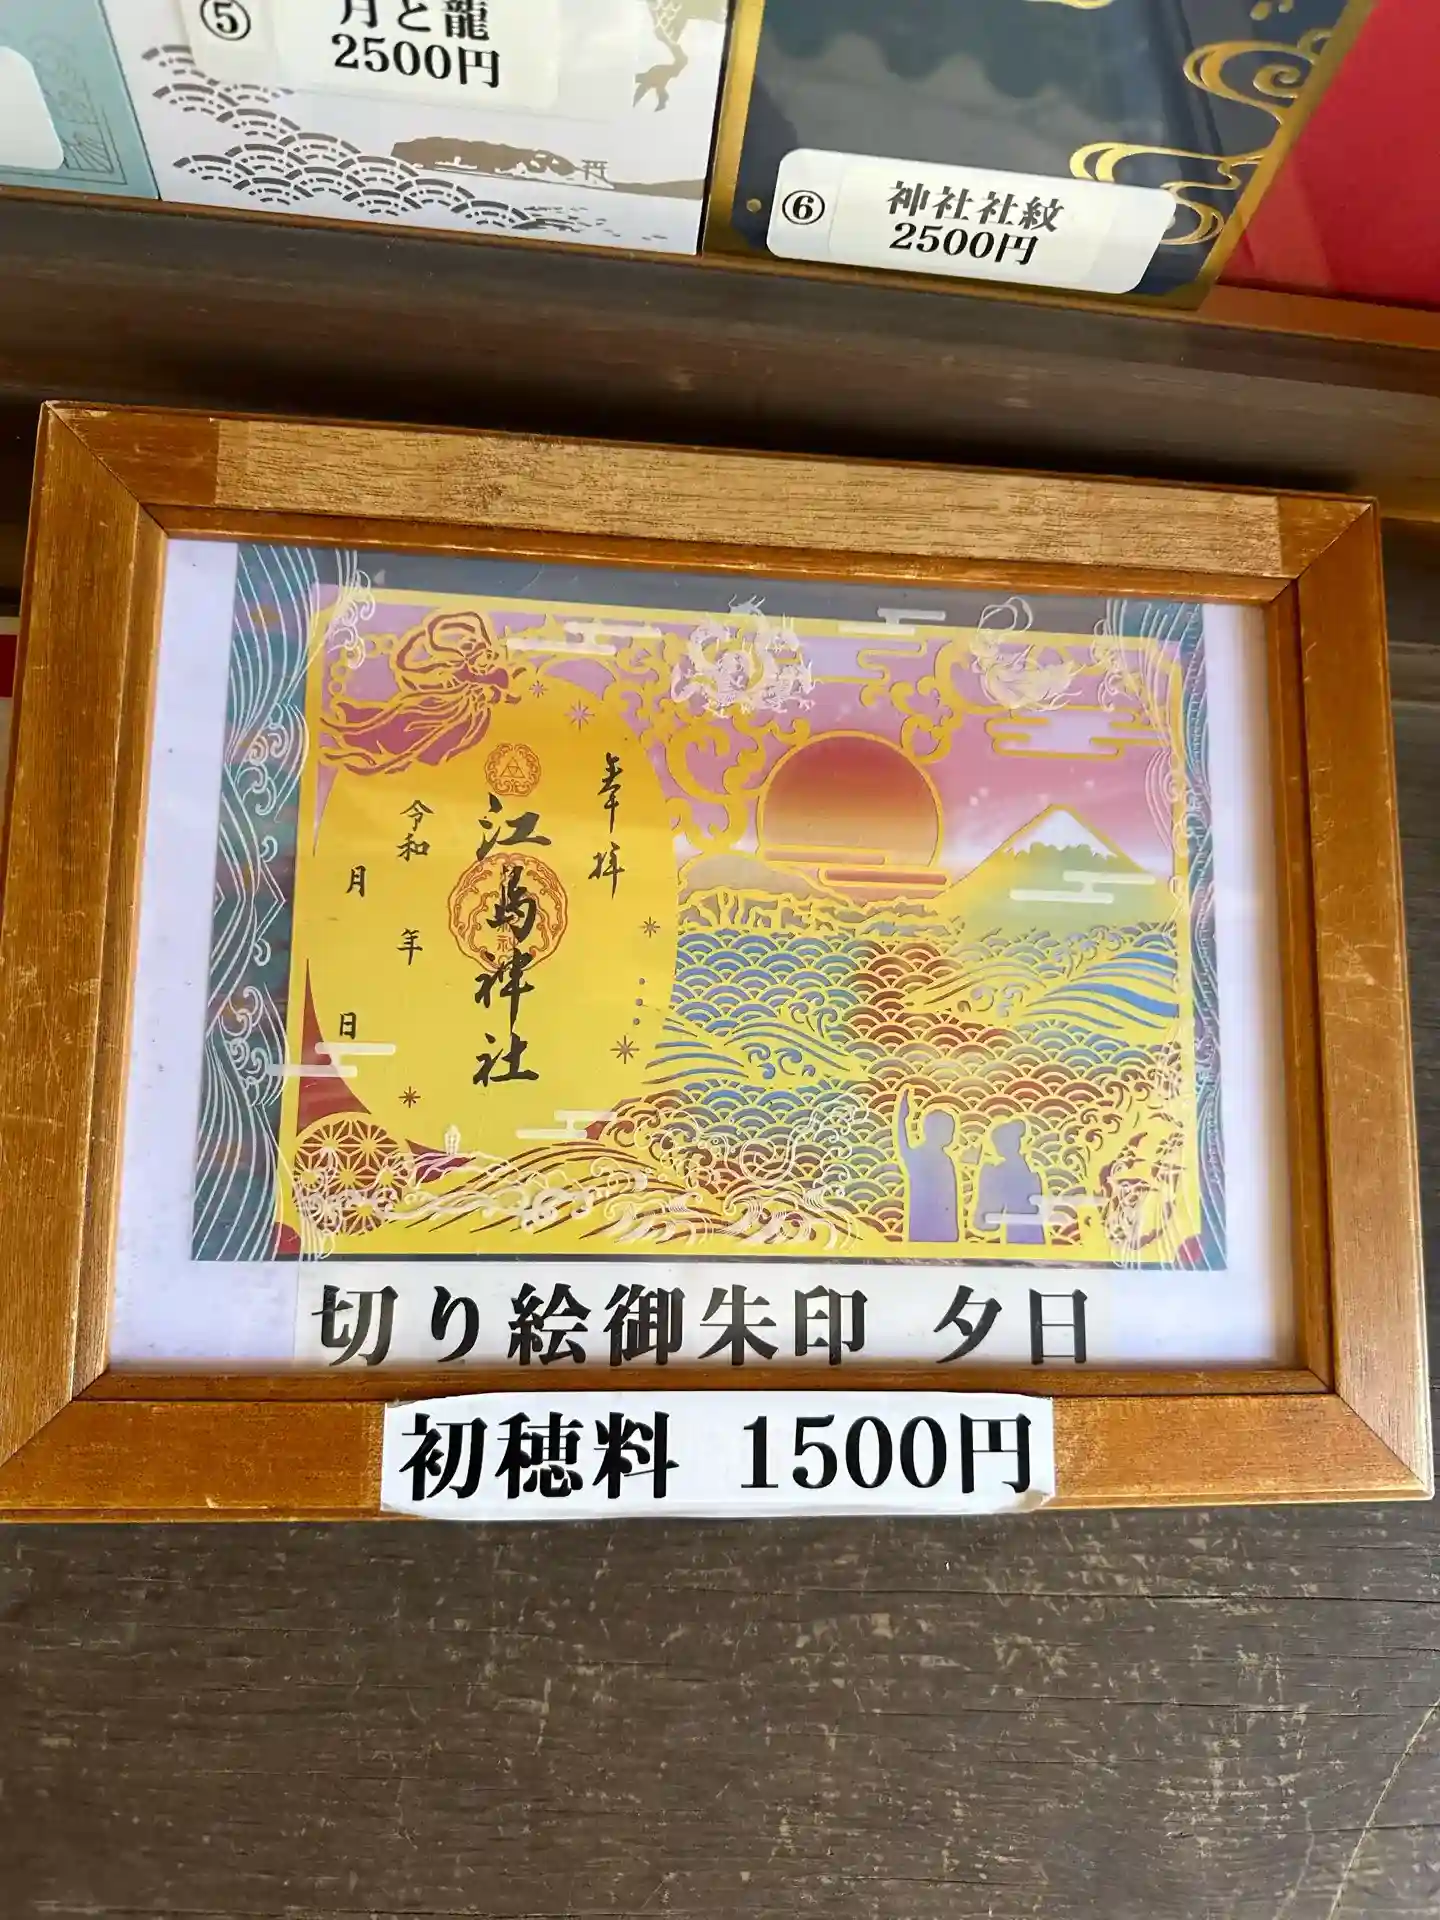 ⑤
月と龍
2500円
⑥
神社社紋
2500円
奉拝
江島神社
令和
年
月
日
切り絵御朱印 夕日
初穂料 1500円